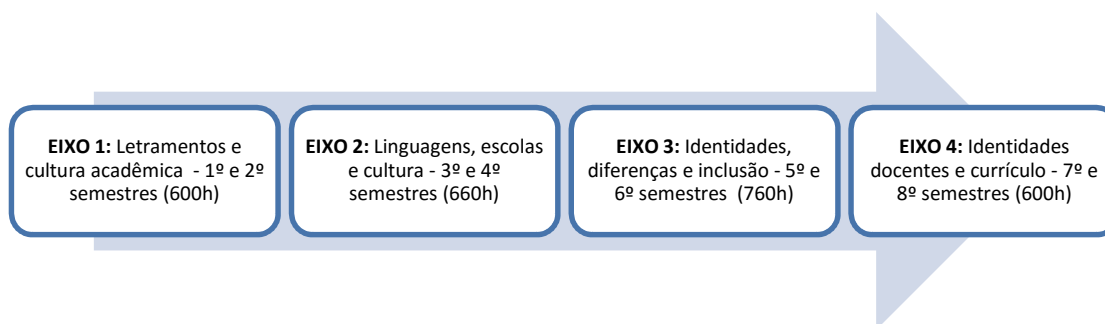 EIXO 1: Letramentos e
cultura acadêmica - 1º e 2º
semestres (600h)
EIXO 2: Linguagens, escolas
e cultura - 3º e 4º
semestres (660h)
EIXO 3: Identidades,
diferenças e inclusão - 5º e
6º semestres (760h)
EIXO 4: Identidades
docentes e currículo - 7º e
8º semestres (600h)